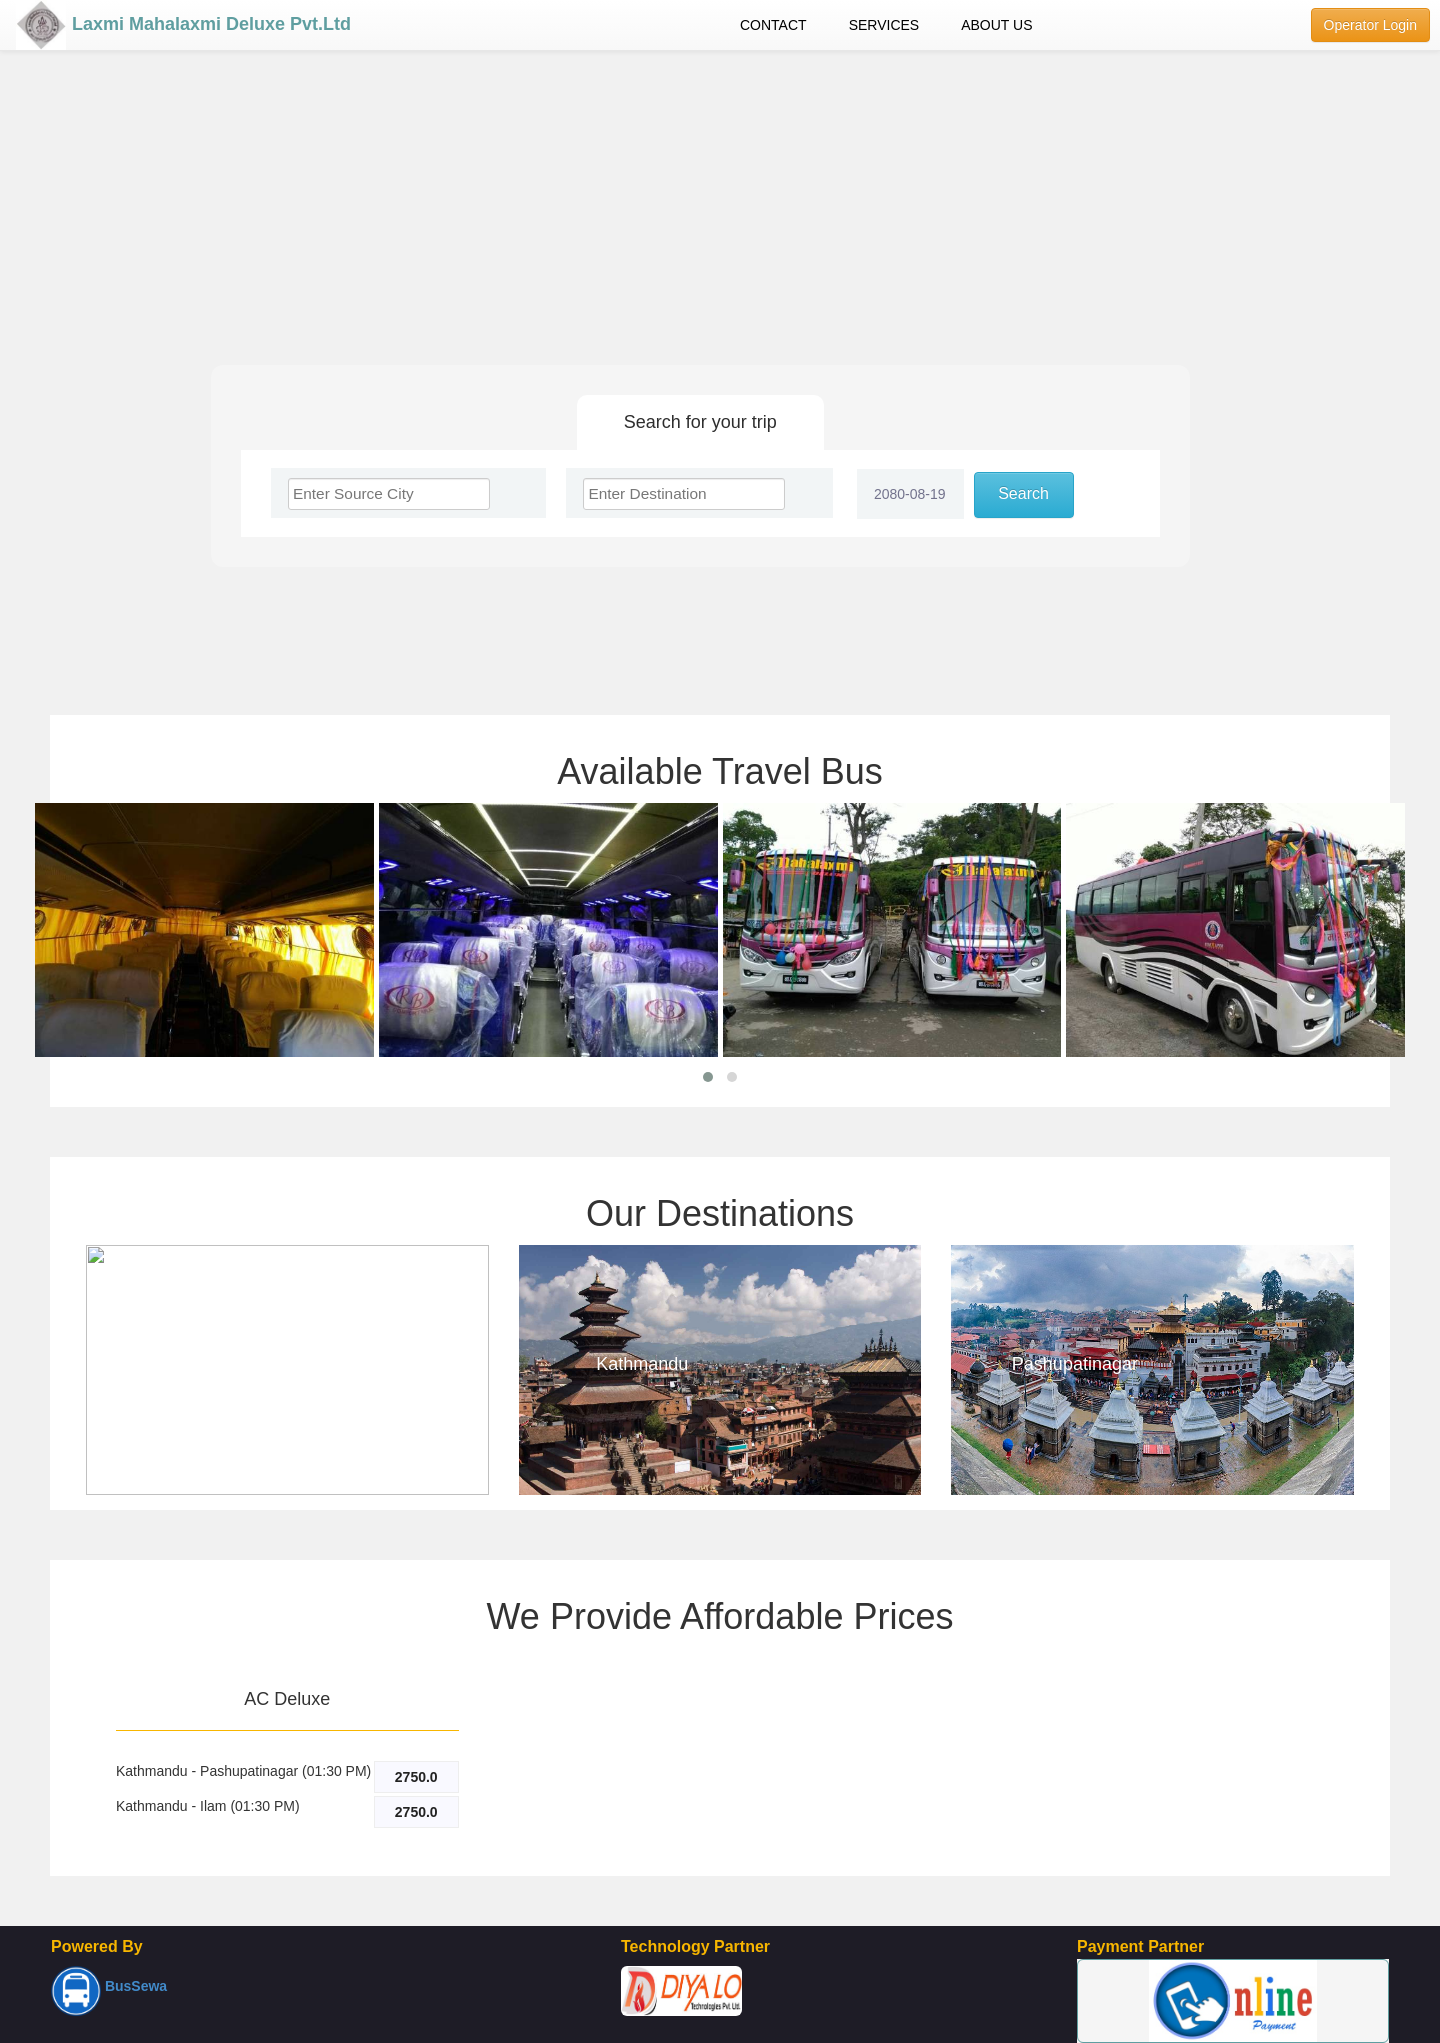 Laxmi Mahalaxmi Deluxe Pvt.Ltd
CONTACT SERVICES ABOUT US
Operator Login
Search for your trip
Enter Source City
Enter Destination
2080-08-19
Search
Available Travel Bus
KB
Mahalaxmi
Mahalaxmi
Our Destinations
Kathmandu
Pashupatinagar
We Provide Affordable Prices
AC Deluxe
Kathmandu - Pashupatinagar (01:30 PM) 2750.0
Kathmandu - Ilam (01:30 PM) 2750.0
Powered By
BusSewa
Technology Partner
DIYALO
Technologies Pvt. Ltd.
Payment Partner
nline
Payment